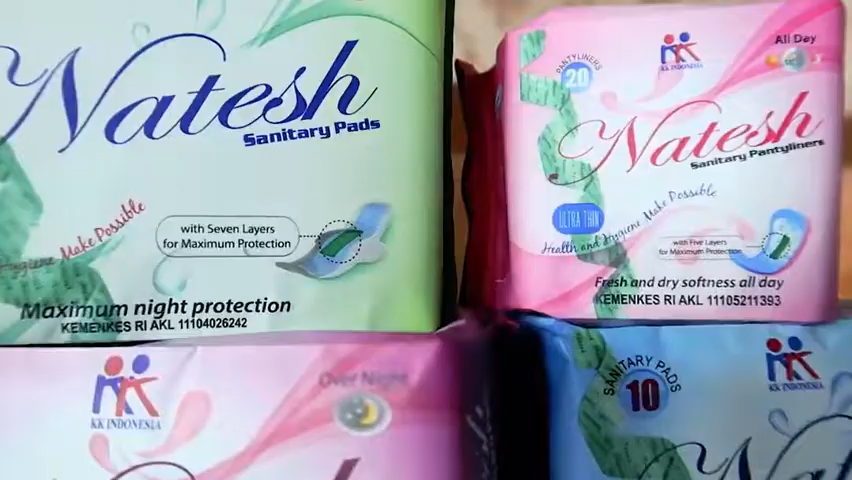 Natesh
Sanitary Pads
Hygiene Make Possible
with Seven Layers
for Maximum Protection
Maximum night protection
KEMENKES RI AKL 11104026242
PANTYLINERS
20
KK INDONESIA
All Day
Natesh
Sanitary Pantyliners
ULTRA THIN
Health and Hygiene Make Possible
with Five Layers
for Maximum Protection
Fresh and dry softness all day
KEMENKES RI AKL 11105211393
KK INDONESIA
Over Night
SANITARY PADS
10
KK INDONESIA